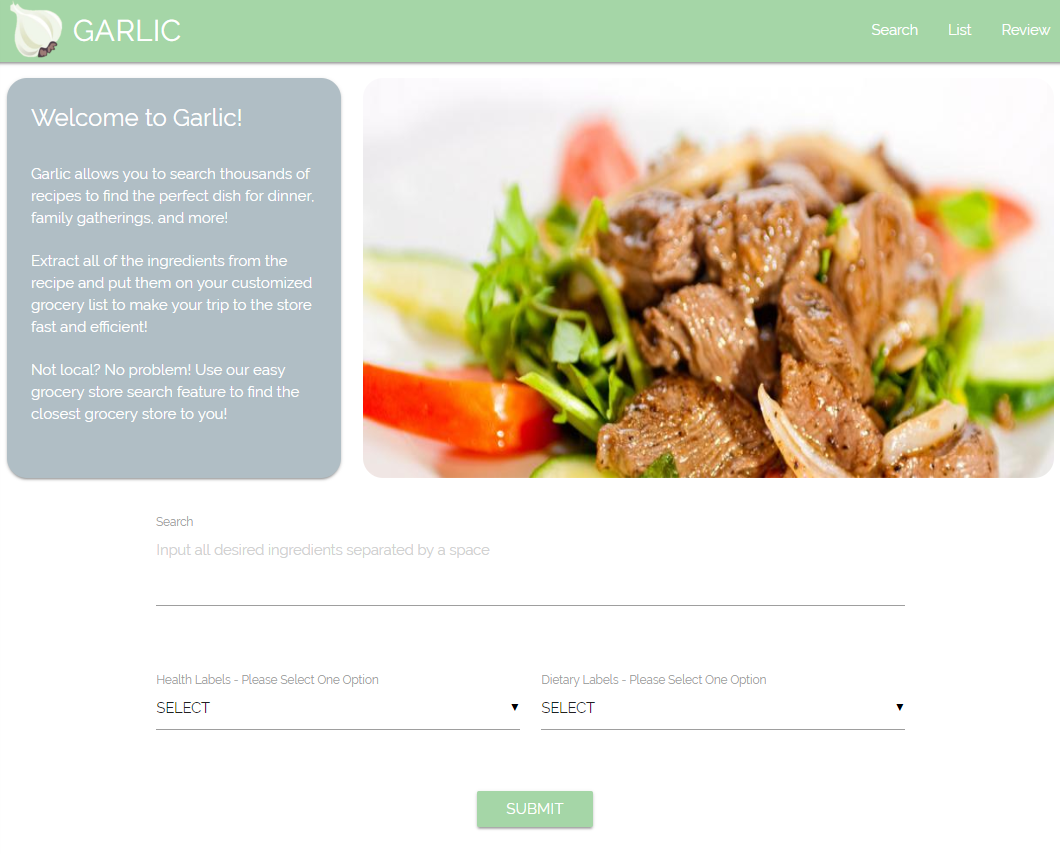 GARLIC
Search
List
Review
Welcome to Garlic!
Garlic allows you to search thousands of
recipes to find the perfect dish for dinner,
family gatherings, and more!
Extract all of the ingredients from the
recipe and put them on your customized
grocery list to make your trip to the store
fast and efficient!
Not local? No problem! Use our easy
grocery store search feature to find the
closest grocery store to you!
Search
Input all desired ingredients separated by a space
Health Labels - Please Select One Option
SELECT
Dietary Labels - Please Select One Option
SELECT
SUBMIT